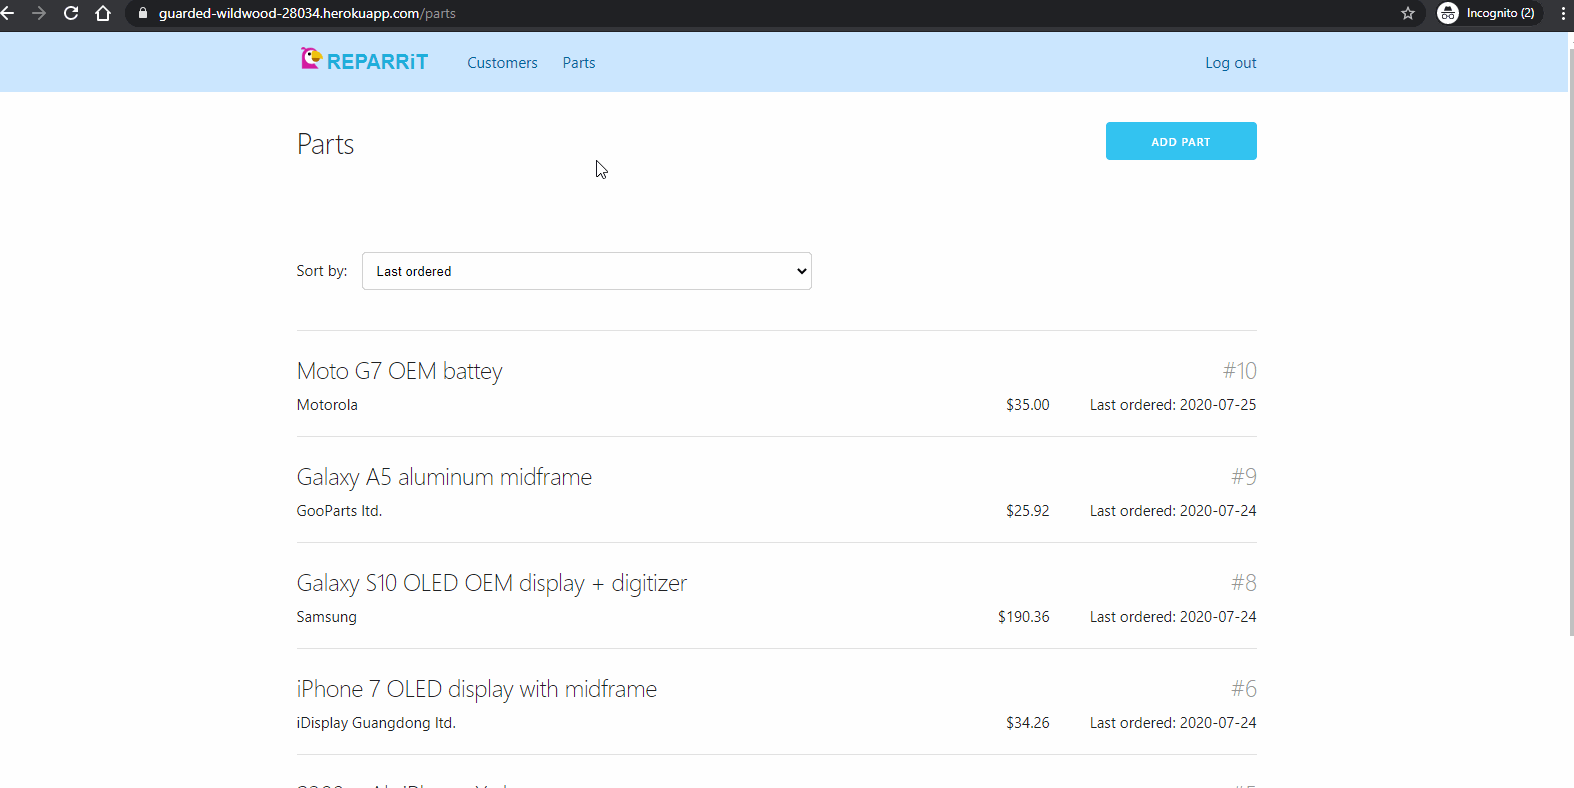 guarded-wildwood-28034.herokuapp.com/parts
Incognito (2)
REPARRiT Customers Parts Log out
Parts ADD PART
Sort by: Last ordered
Moto G7 OEM battey #10
Motorola $35.00 Last ordered: 2020-07-25
Galaxy A5 aluminum midframe #9
GooParts ltd. $25.92 Last ordered: 2020-07-24
Galaxy S10 OLED OEM display + digitizer #8
Samsung $190.36 Last ordered: 2020-07-24
iPhone 7 OLED display with midframe #6
iDisplay Guangdong ltd. $34.26 Last ordered: 2020-07-24